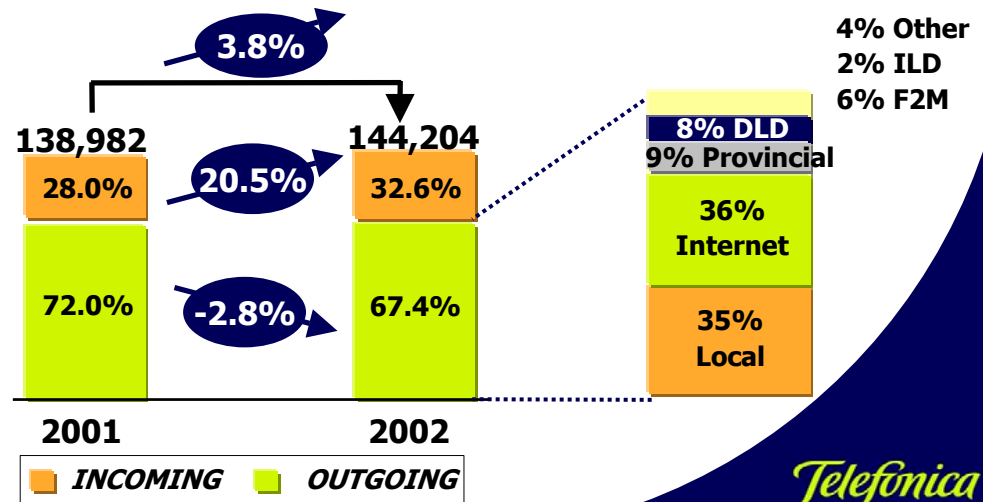 3.8%
138,982
144,204
28.0%
20.5%
32.6%
72.0%
-2.8%
67.4%
2001
2002
INCOMING
OUTGOING
4% Other
2% ILD
6% F2M
8% DLD
9% Provincial
36%
Internet
35%
Local
Telefónica